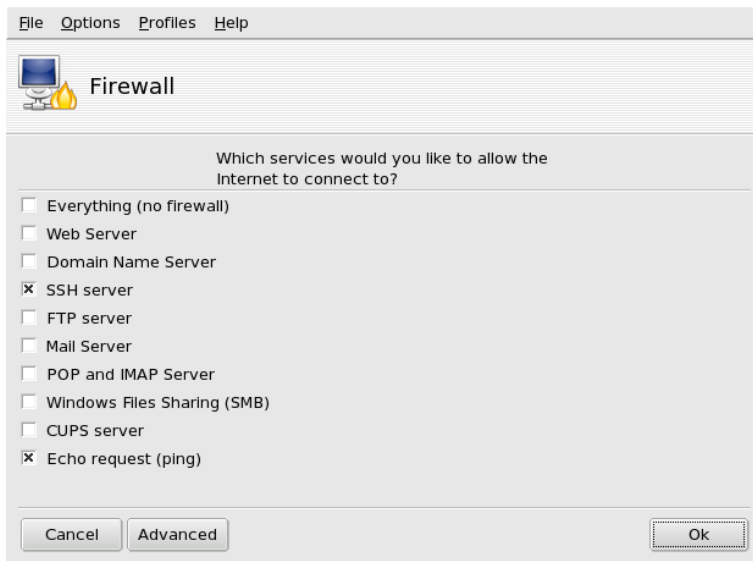 File Options Profiles Help
Firewall
Which services would you like to allow the
Internet to connect to?
Everything (no firewall)
Web Server
Domain Name Server
SSH server
FTP server
Mail Server
POP and IMAP Server
Windows Files Sharing (SMB)
CUPS server
Echo request (ping)
Cancel Advanced Ok